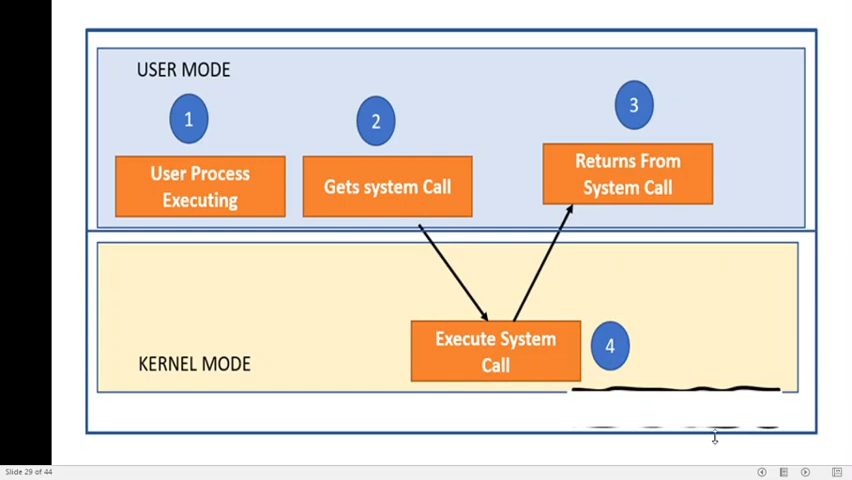 USER MODE
1
2
3
User Process
Executing
Gets system Call
Returns From
System Call
Execute System
Call
4
KERNEL MODE
Slide 29 of 44